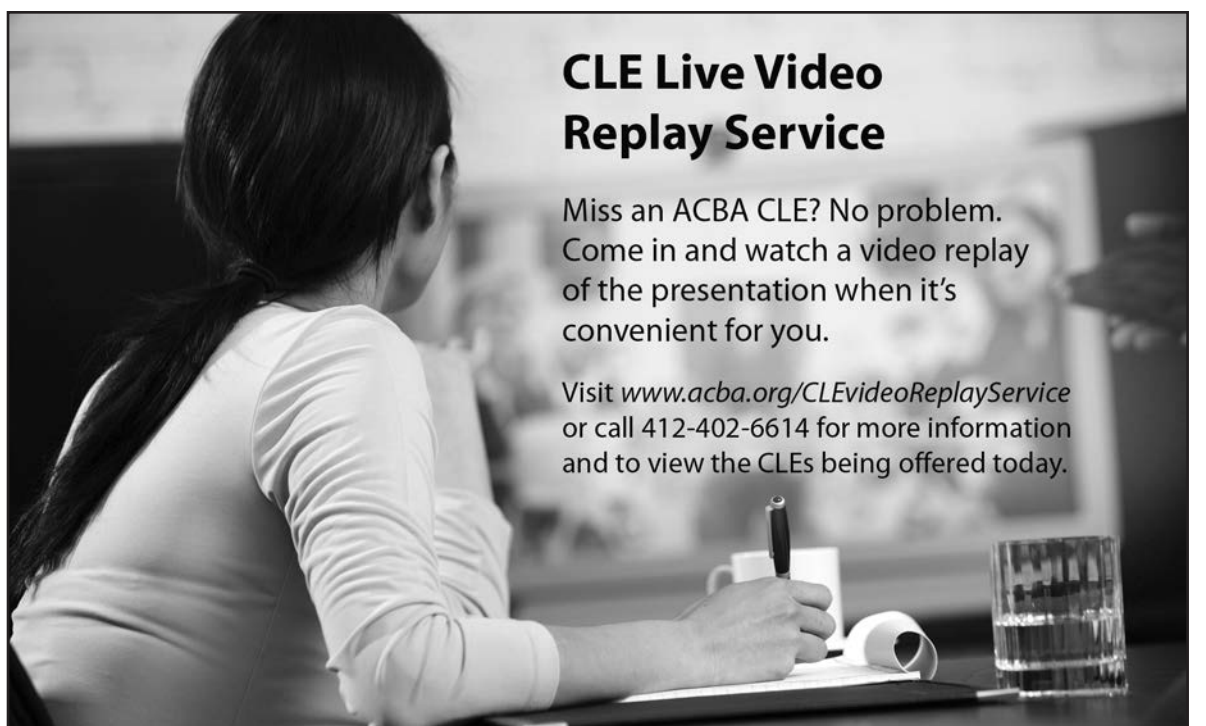 CLE Live Video
Replay Service
Miss an ACBA CLE? No problem.
Come in and watch a video replay
of the presentation when it’s
convenient for you.
Visit www.acba.org/CLEvideoReplayService
or call 412-402-6614 for more information
and to view the CLEs being offered today.